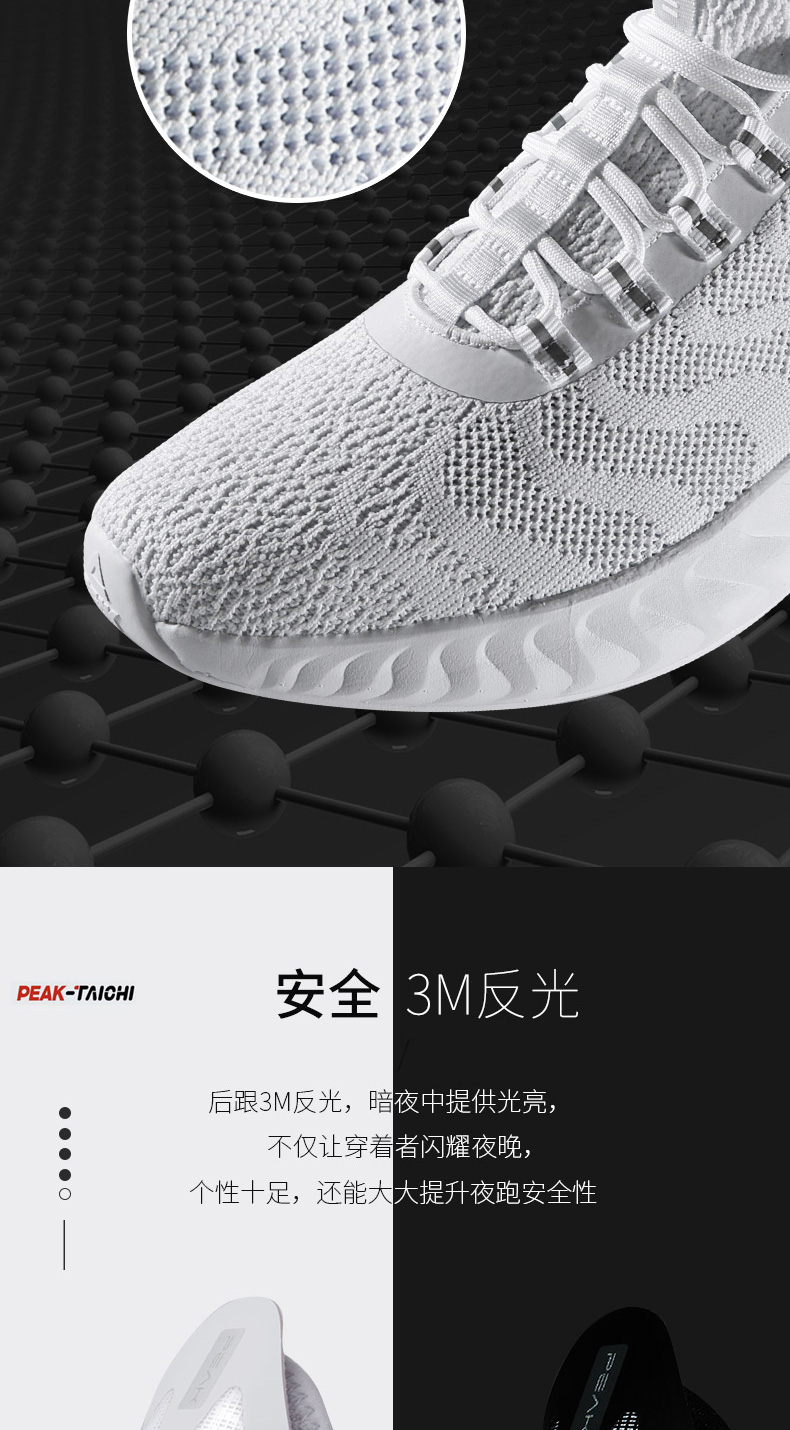 PEAK-TAICHI
安全 3M反光
后跟3M反光，暗夜中提供光亮，
不仅让穿着者闪耀夜晚，
个性十足，还能大大提升夜跑安全性
PEAK
PEAK